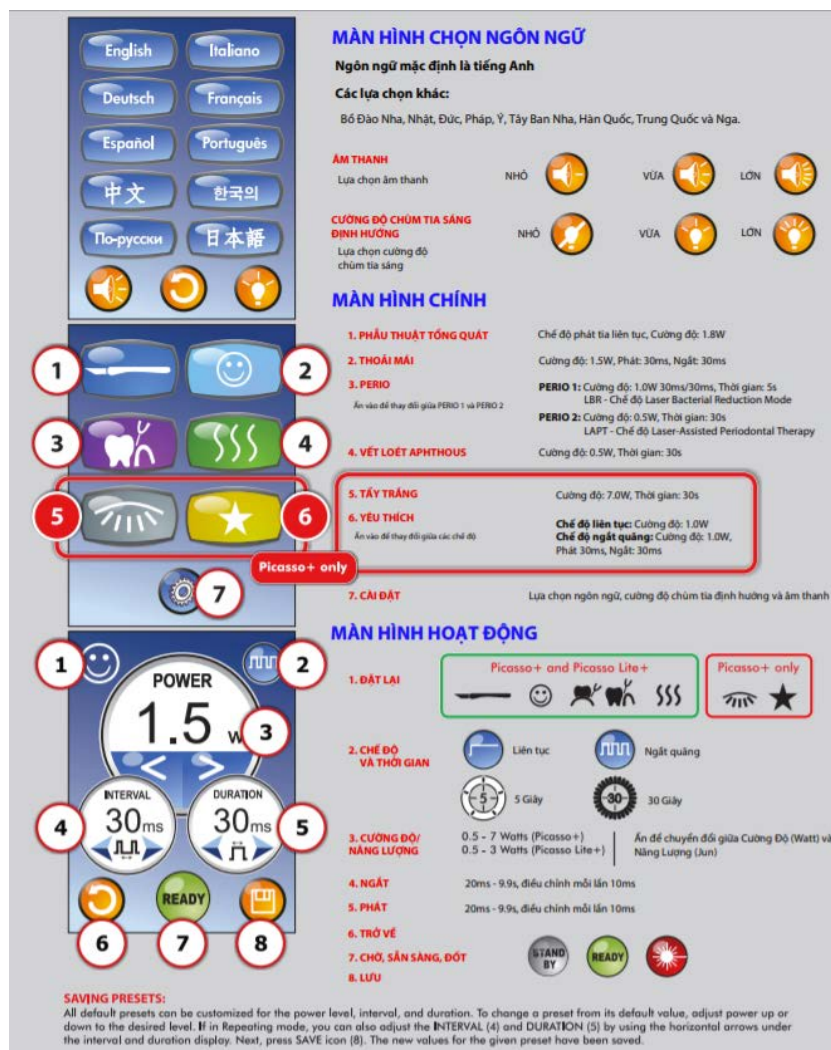 English
Italiano
Deutsch
Français
Español
Português
中文
한국의
По-русски
日本語
MÀN HÌNH CHỌN NGÔN NGỮ
Ngôn ngữ mặc định là tiếng Anh
Các lựa chọn khác:
Bồ Đào Nha, Nhật, Đức, Pháp, Ý, Tây Ban Nha, Hàn Quốc, Trung Quốc và Nga.
ÂM THANH
Lựa chọn âm thanh
NHỎ
VỪA
LỚN
CƯỜNG ĐỘ CHÙM TIA SÁNG
ĐỊNH HƯỚNG
Lựa chọn cường độ
chùm tia sáng
NHỎ
VỪA
LỚN
MÀN HÌNH CHÍNH
1
2
3
4
5
6
Picasso+ only
7
1. PHẪU THUẬT TỔNG QUÁT
Chế độ phát tia liên tục, Cường độ: 1.8W
2. THOẢI MÁI
Cường độ: 1.5W, Phát: 30ms, Ngắt: 30ms
3. PERIO
Ấn vào để thay đổi giữa PERIO 1 và PERIO 2
PERIO 1: Cường độ: 1.0W 30ms/30ms, Thời gian: 5s
LBR - Chế độ Laser Bacterial Reduction Mode
PERIO 2: Cường độ: 0.5W, Thời gian: 30s
LAPT - Chế độ Laser-Assisted Periodontal Therapy
4. VẾT LOÉT APHTHOUS
Cường độ: 0.5W, Thời gian: 30s
5. TẨY TRẮNG
Cường độ: 7.0W, Thời gian: 30s
6. YÊU THÍCH
Ấn vào để thay đổi giữa các chế độ
Chế độ liên tục: Cường độ: 1.0W
Chế độ ngắt quãng: Cường độ: 1.0W,
Phát 30ms, Ngắt: 30ms
7. CÀI ĐẶT
Lựa chọn ngôn ngữ, cường độ chùm tia định hướng và âm thanh
MÀN HÌNH HOẠT ĐỘNG
1
2
POWER
1.5 w
3
INTERVAL
30ms
DURATION
30ms
4
5
READY
6
7
8
1. ĐẶT LẠI
Picasso+ and Picasso Lite+
Picasso+ only
2. CHẾ ĐỘ
VÀ THỜI GIAN
Liên tục
Ngắt quãng
5
5 Giây
30
30 Giây
3. CƯỜNG ĐỘ/
NĂNG LƯỢNG
0.5 - 7 Watts (Picasso+)
0.5 - 3 Watts (Picasso Lite+)
Ấn để chuyển đổi giữa Cường Độ (Watt) và
Năng Lượng (Jun)
4. NGẮT
20ms - 9.9s, điều chỉnh mỗi lần 10ms
5. PHÁT
20ms - 9.9s, điều chỉnh mỗi lần 10ms
6. TRỞ VỀ
7. CHỜ, SẴN SÀNG, ĐỐT
STAND
BY
READY
8. LƯU
SAVING PRESETS:
All default presets can be customized for the power level, interval, and duration. To change a preset from its default value, adjust power up or
down to the desired level. If in Repeating mode, you can also adjust the INTERVAL (4) and DURATION (5) by using the horizontal arrows under
the interval and duration display. Next, press SAVE icon (8). The new values for the given preset have been saved.